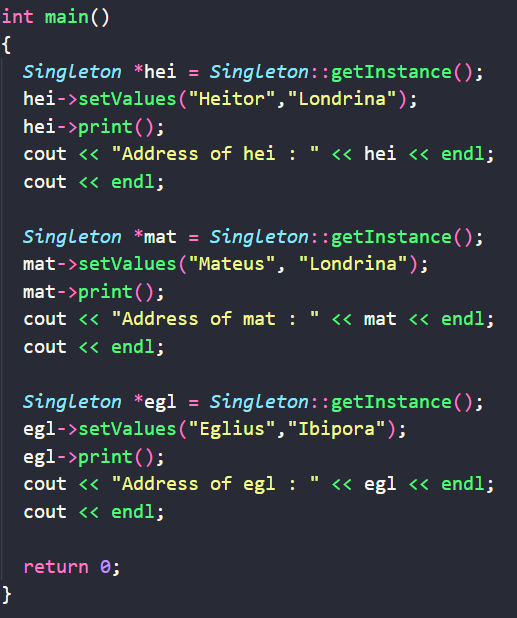 int main()
{
  Singleton *hei = Singleton::getInstance();
  hei->setValues("Heitor","Londrina");
  hei->print();
  cout << "Address of hei : " << hei << endl;
  cout << endl;

  Singleton *mat = Singleton::getInstance();
  mat->setValues("Mateus", "Londrina");
  mat->print();
  cout << "Address of mat : " << mat << endl;
  cout << endl;

  Singleton *egl = Singleton::getInstance();
  egl->setValues("Eglius","Ibipora");
  egl->print();
  cout << "Address of egl : " << egl << endl;
  cout << endl;

  return 0;
}